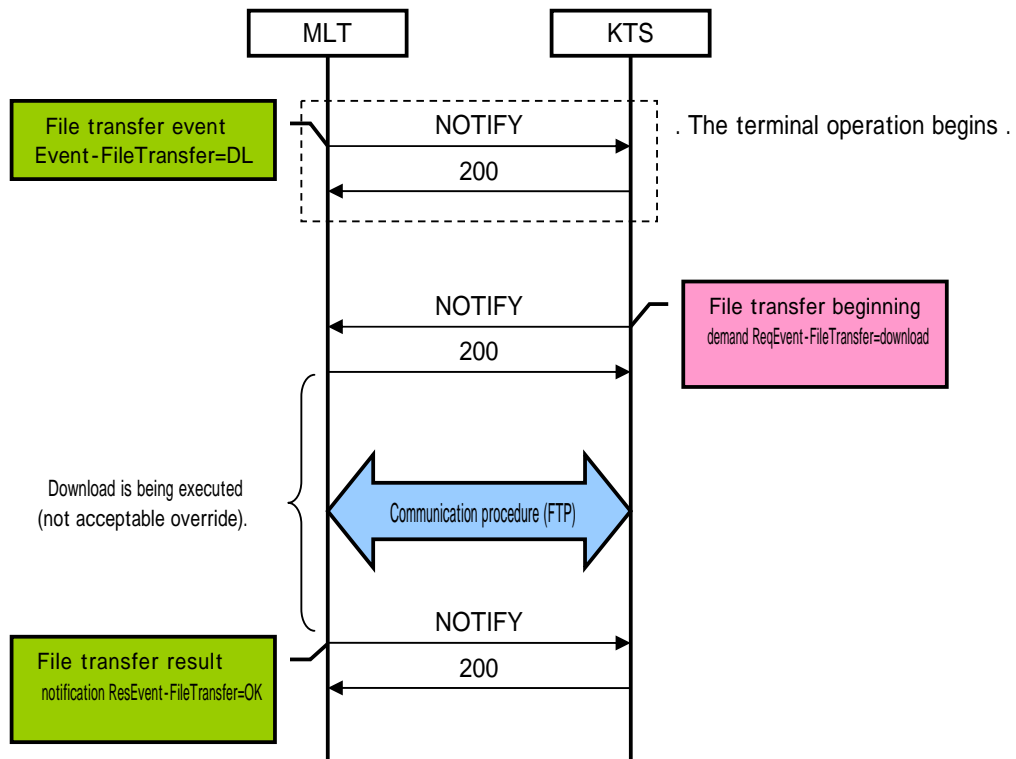 MLT
KTS
File transfer event
Event-FileTransfer=DL
NOTIFY
200
. The terminal operation begins .
NOTIFY
200
File transfer beginning
demand ReqEvent-FileTransfer=download
Download is being executed
(not acceptable override).
Communication procedure (FTP)
NOTIFY
200
File transfer result
notification ResEvent-FileTransfer=OK